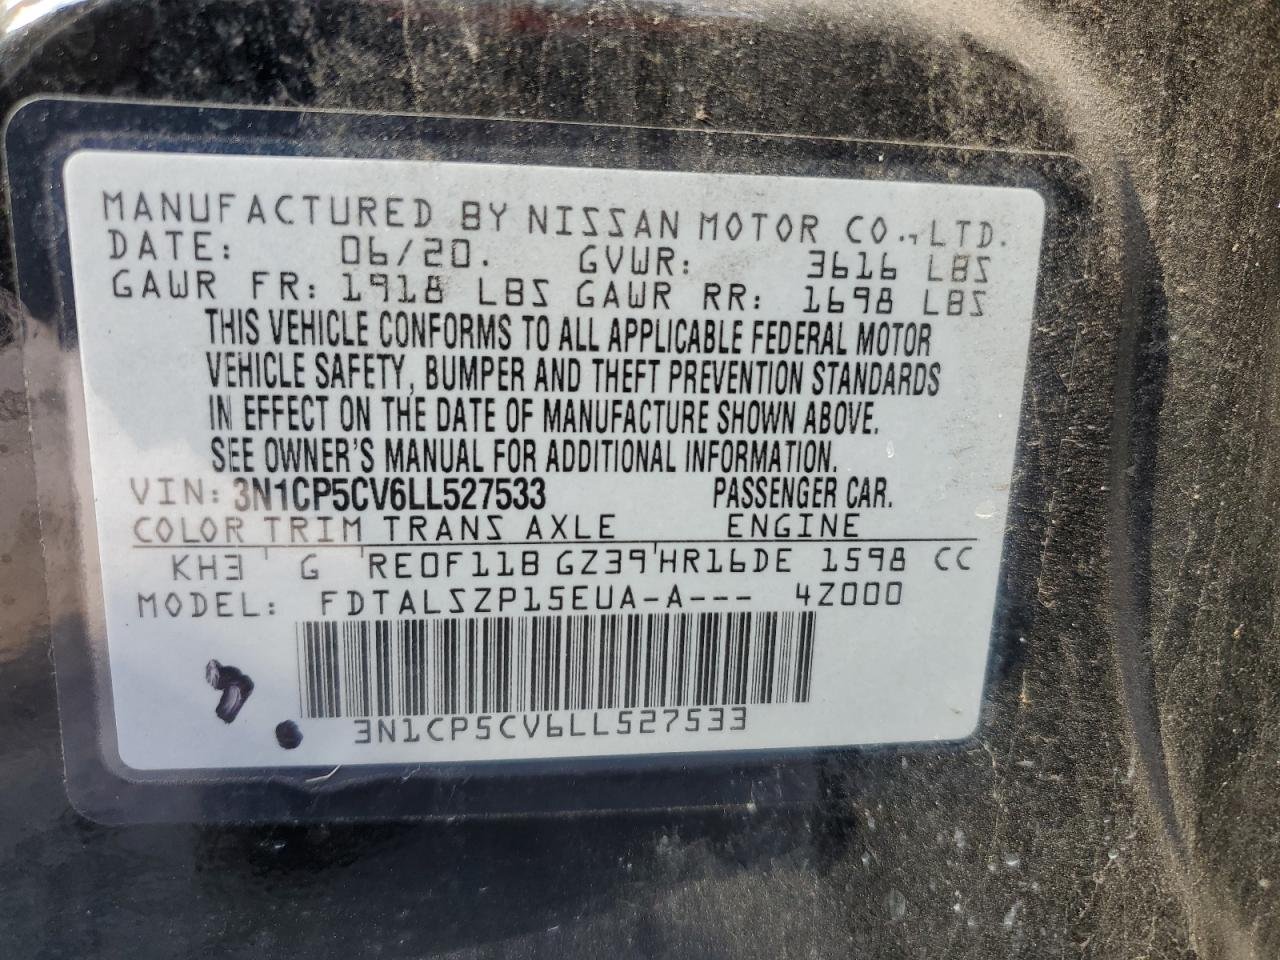 MANUFACTURED BY NISSAN MOTOR CO., LTD.
DATE: 06/20. GVWR: 3616 LBS
GAWR FR: 1918 LBS GAWR RR: 1698 LBS
THIS VEHICLE CONFORMS TO ALL APPLICABLE FEDERAL MOTOR
VEHICLE SAFETY, BUMPER AND THEFT PREVENTION STANDARDS
IN EFFECT ON THE DATE OF MANUFACTURE SHOWN ABOVE.
SEE OWNER'S MANUAL FOR ADDITIONAL INFORMATION.
VIN: 3N1CP5CV6LL527533 PASSENGER CAR.
COLOR TRIM TRANS AXLE ENGINE
KH3 ' G RE0F11B GZ39'HR16DE 1598 CC
MODEL: FDTALSZP15EUA-A--- 4Z000
3N1CP5CV6LL527533